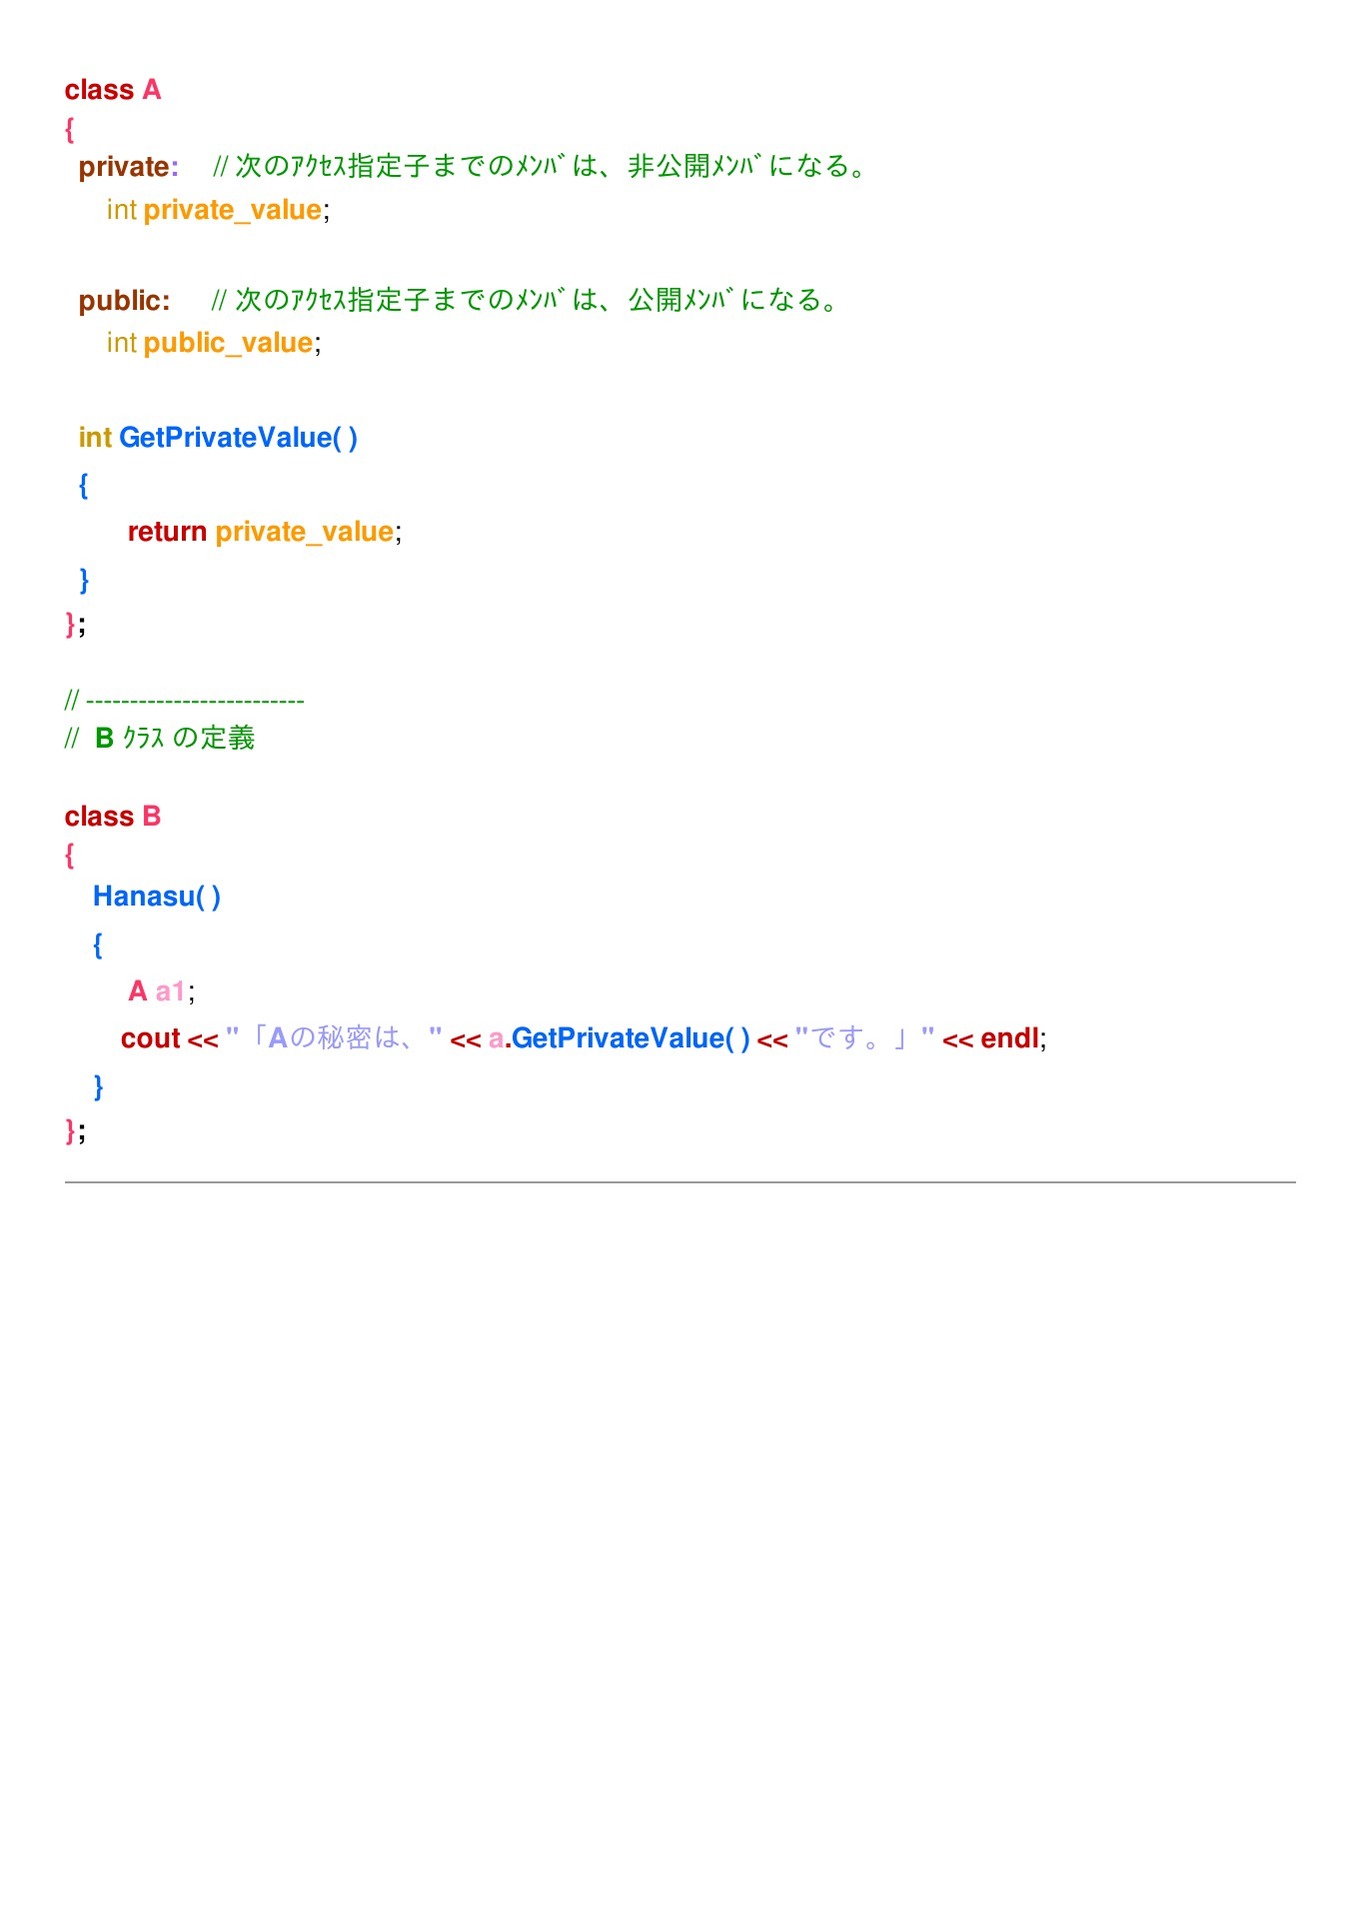 class A
{
private: // 次のｱｸｾｽ指定子までのﾒﾝﾊﾞは、非公開ﾒﾝﾊﾞになる。
int private_value;
public: // 次のｱｸｾｽ指定子までのﾒﾝﾊﾞは、公開ﾒﾝﾊﾞになる。
int public_value;
int GetPrivateValue( )
{
return private_value;
}
};
// -------------------------
// B ｸﾗｽ の定義
class B
{
Hanasu( )
{
A a1;
cout << "「Aの秘密は、" << a.GetPrivateValue( ) << "です。」" << endl;
}
};